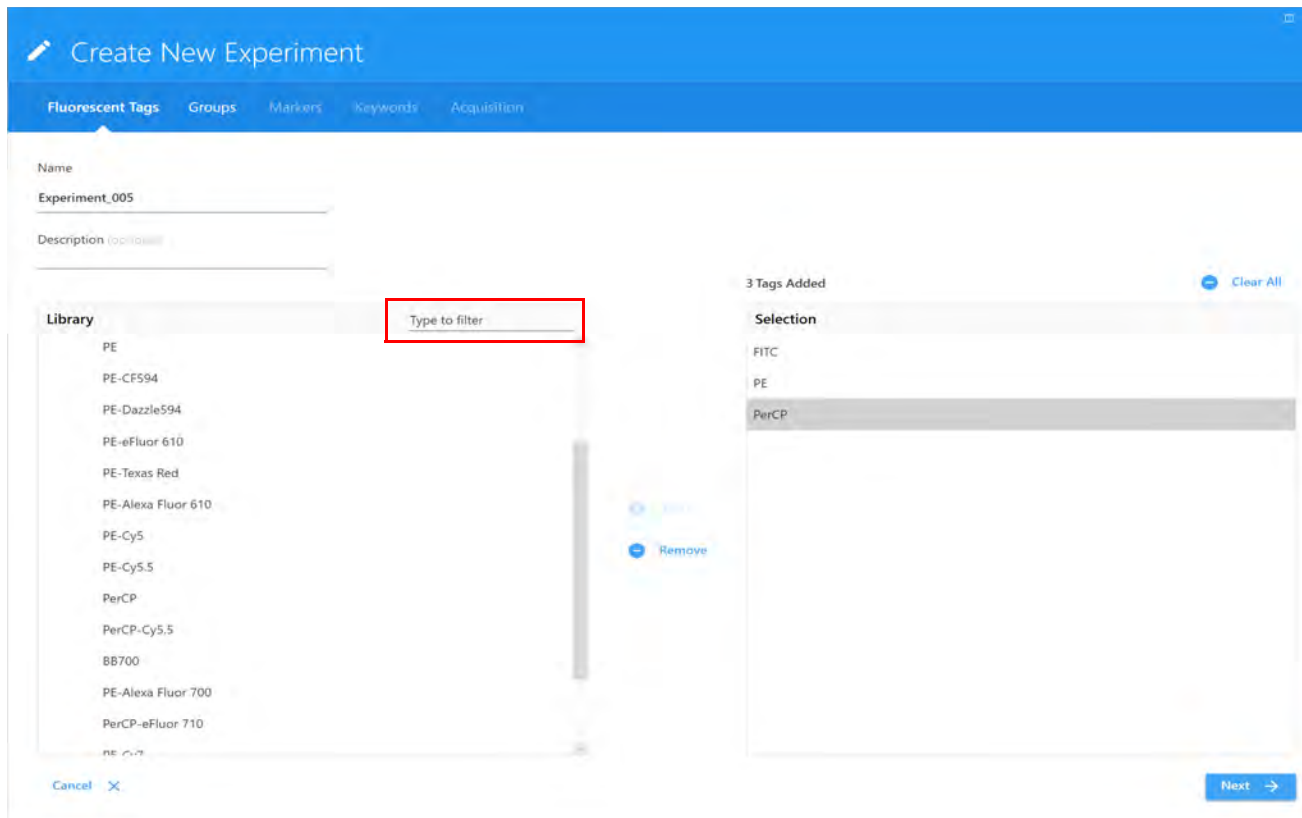 Create New Experiment
Fluorescent Tags Groups Markers Keywords Acquisition
Name
Experiment_005
Description (optional)
3 Tags Added Clear All
Library Type to filter
Selection
PE
PE-CF594
PE-Dazzle594
PE-eFluor 610
PE-Texas Red
PE-Alexa Fluor 610
PE-Cy5
PE-Cy5.5
PerCP
PerCP-Cy5.5
BB700
PE-Alexa Fluor 700
PerCP-eFluor 710
PE-Cy7
Remove
FITC
PE
PerCP
Cancel
Next